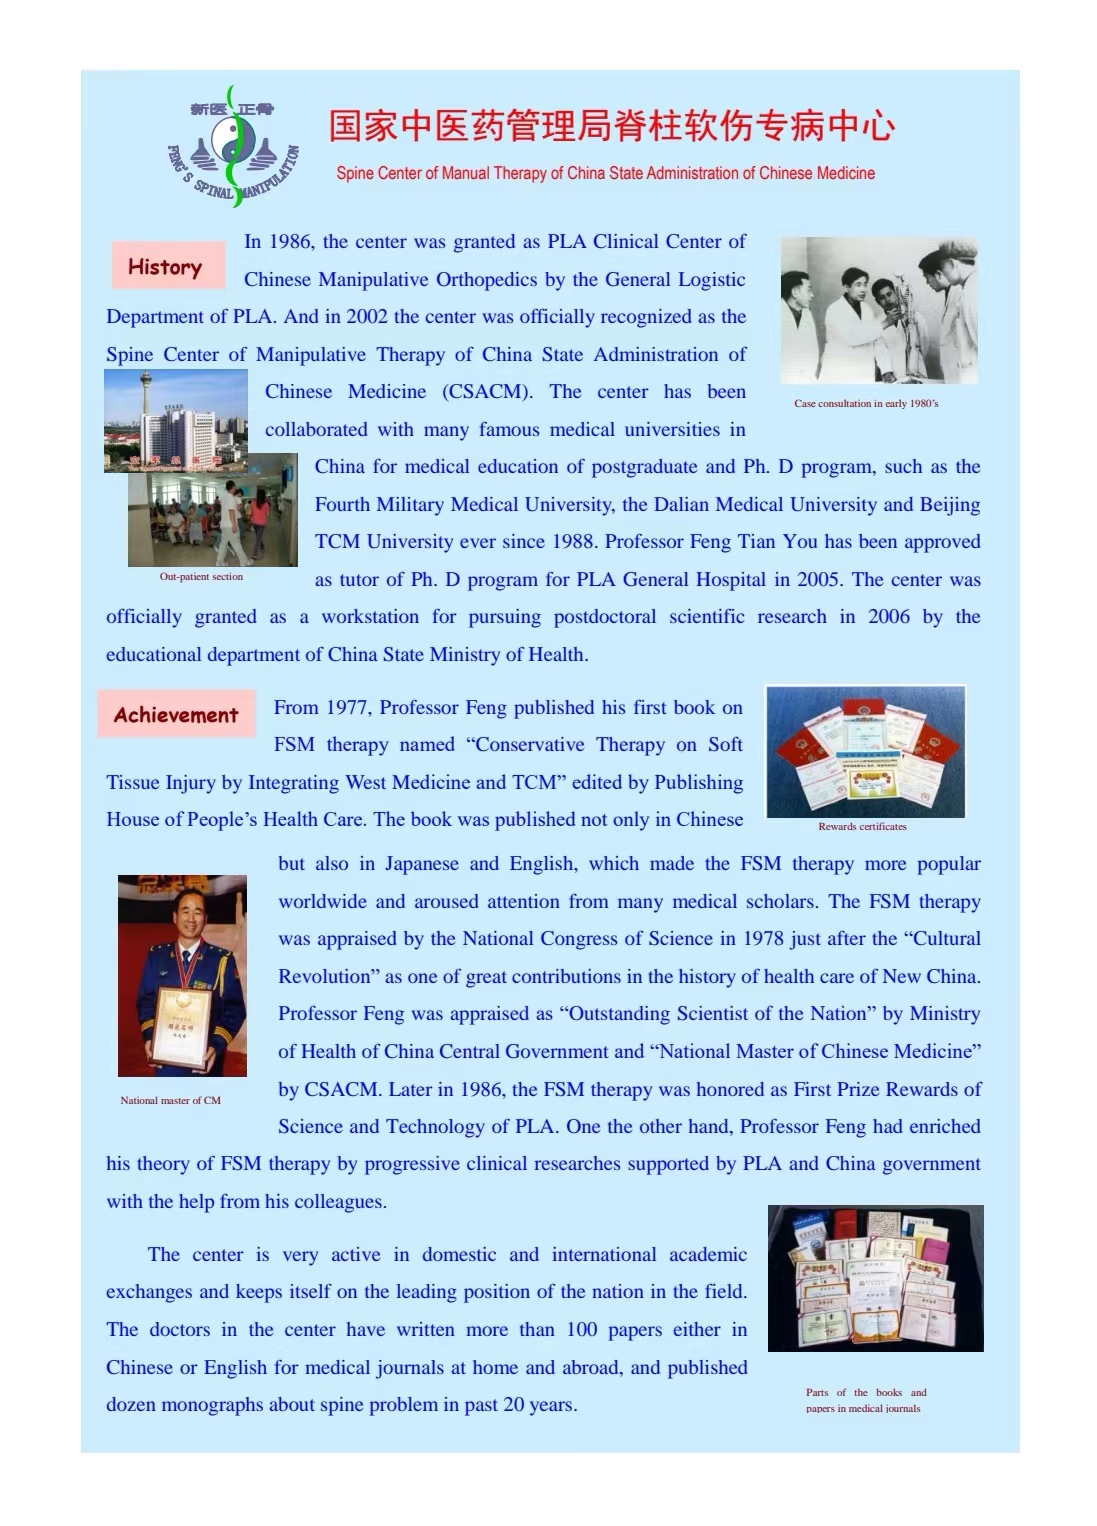 新医正骨
FENG'S SPINAL MANIPULATION
国家中医药管理局脊柱软伤专病中心
Spine Center of Manual Therapy of China State Administration of Chinese Medicine
History
In 1986, the center was granted as PLA Clinical Center of
Chinese Manipulative Orthopedics by the General Logistic
Department of PLA. And in 2002 the center was officially recognized as the
Spine Center of Manipulative Therapy of China State Administration of
Chinese Medicine (CSACM). The center has been
collaborated with many famous medical universities in
Case consultation in early 1980’s
China for medical education of postgraduate and Ph. D program, such as the
Fourth Military Medical University, the Dalian Medical University and Beijing
TCM University ever since 1988. Professor Feng Tian You has been approved
as tutor of Ph. D program for PLA General Hospital in 2005. The center was
Out-patient section
officially granted as a workstation for pursuing postdoctoral scientific research in 2006 by the
educational department of China State Ministry of Health.
Achievement
From 1977, Professor Feng published his first book on
FSM therapy named “Conservative Therapy on Soft
Tissue Injury by Integrating West Medicine and TCM” edited by Publishing
House of People’s Health Care. The book was published not only in Chinese
Rewards certificates
but also in Japanese and English, which made the FSM therapy more popular
worldwide and aroused attention from many medical scholars. The FSM therapy
was appraised by the National Congress of Science in 1978 just after the “Cultural
Revolution” as one of great contributions in the history of health care of New China.
Professor Feng was appraised as “Outstanding Scientist of the Nation” by Ministry
of Health of China Central Government and “National Master of Chinese Medicine”
by CSACM. Later in 1986, the FSM therapy was honored as First Prize Rewards of
Science and Technology of PLA. One the other hand, Professor Feng had enriched
National master of CM
his theory of FSM therapy by progressive clinical researches supported by PLA and China government
with the help from his colleagues.
The center is very active in domestic and international academic
exchanges and keeps itself on the leading position of the nation in the field.
The doctors in the center have written more than 100 papers either in
Chinese or English for medical journals at home and abroad, and published
dozen monographs about spine problem in past 20 years.
Parts of the books and
papers in medical journals